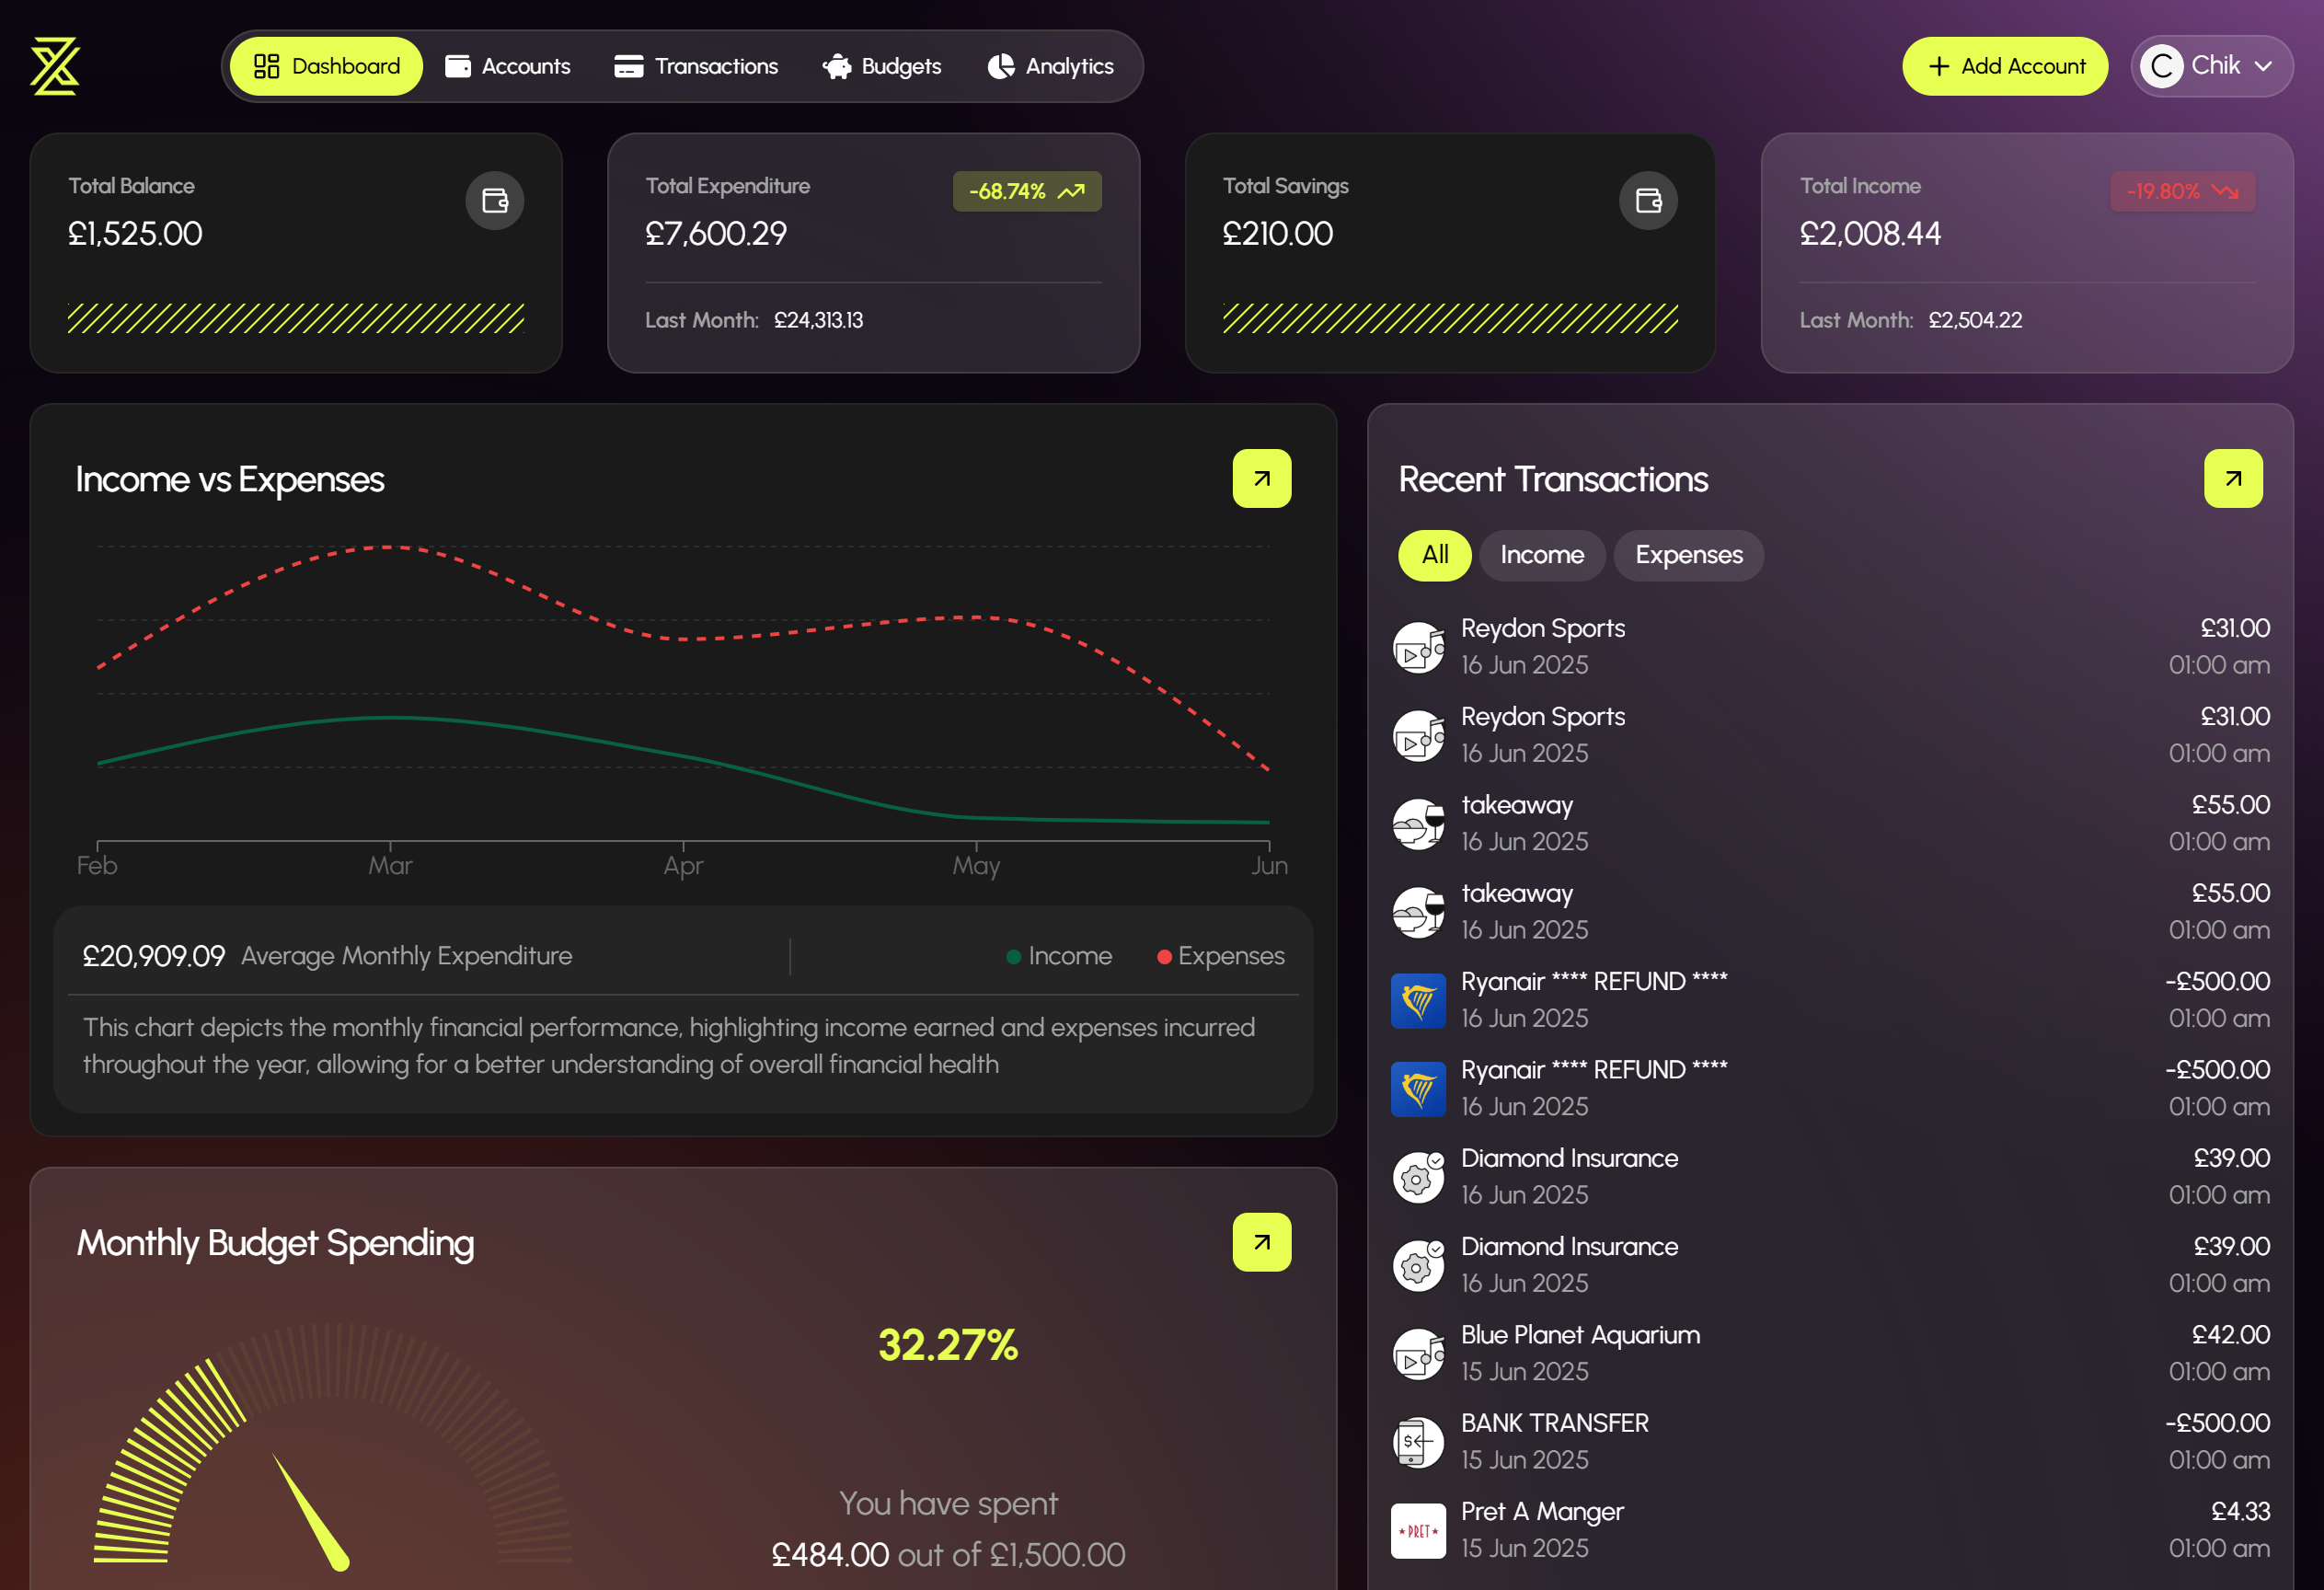 Dashboard
Accounts
Transactions
Budgets
Analytics
Add Account
C
Chik
Total Balance
£1,525.00
Total Expenditure
-68.74%
£7,600.29
Last Month: £24,313.13
Total Savings
£210.00
Total Income
-19.80%
£2,008.44
Last Month: £2,504.22
Income vs Expenses
Feb
Mar
Apr
May
Jun
£20,909.09 Average Monthly Expenditure
Income
Expenses
This chart depicts the monthly financial performance, highlighting income earned and expenses incurred
throughout the year, allowing for a better understanding of overall financial health
Monthly Budget Spending
32.27%
You have spent
£484.00 out of £1,500.00
Recent Transactions
All
Income
Expenses
Reydon Sports £31.00
16 Jun 2025 01:00 am
Reydon Sports £31.00
16 Jun 2025 01:00 am
takeaway £55.00
16 Jun 2025 01:00 am
takeaway £55.00
16 Jun 2025 01:00 am
Ryanair **** REFUND **** -£500.00
16 Jun 2025 01:00 am
Ryanair **** REFUND **** -£500.00
16 Jun 2025 01:00 am
Diamond Insurance £39.00
16 Jun 2025 01:00 am
Diamond Insurance £39.00
16 Jun 2025 01:00 am
Blue Planet Aquarium £42.00
15 Jun 2025 01:00 am
$
BANK TRANSFER -£500.00
15 Jun 2025 01:00 am
PRET
Pret A Manger £4.33
15 Jun 2025 01:00 am